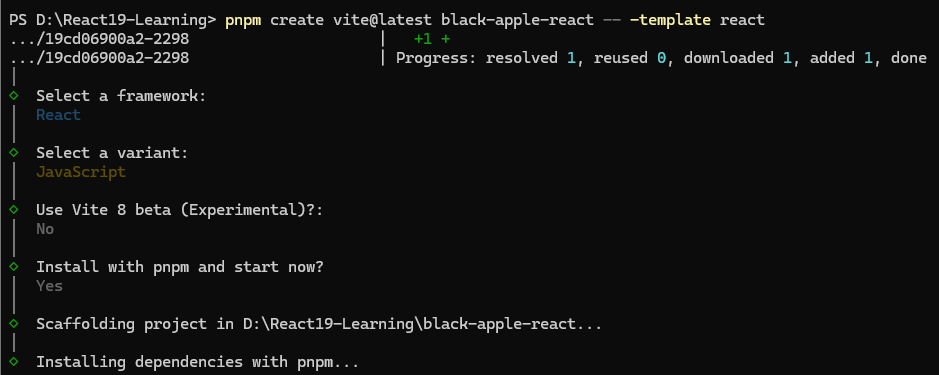 PS D:\React19-Learning> pnpm create vite@latest black-apple-react -- -template react
.../19cd06900a2-2298 | +1 +
.../19cd06900a2-2298 | Progress: resolved 1, reused 0, downloaded 1, added 1, done
◇ Select a framework:
React
◇ Select a variant:
JavaScript
◇ Use Vite 8 beta (Experimental)?:
No
◇ Install with pnpm and start now?
Yes
◇ Scaffolding project in D:\React19-Learning\black-apple-react...
◇ Installing dependencies with pnpm...